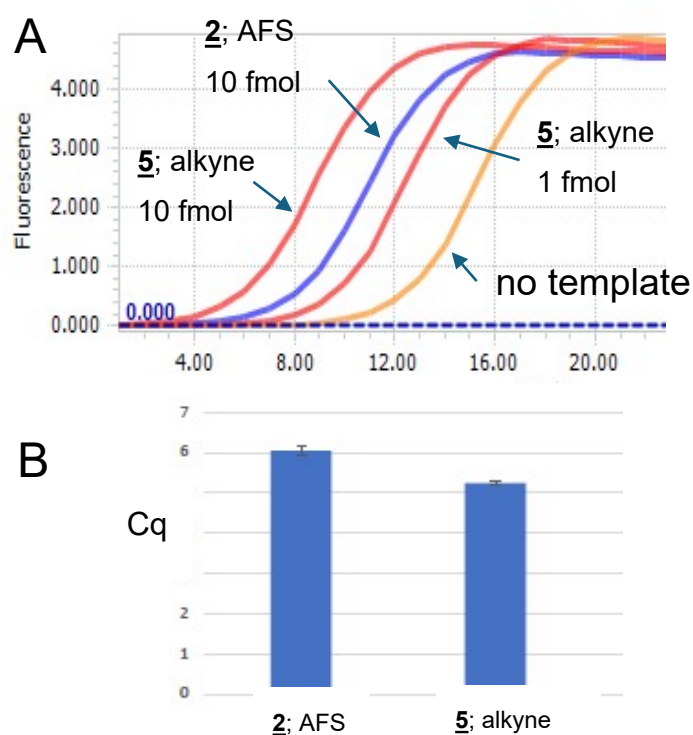 A
2; AFS
10 fmol
5; alkyne
10 fmol
5; alkyne
1 fmol
no template
Fluorescence
4.000
3.000
2.000
1.000
0.000
0.000
4.00
8.00
12.00
16.00
20.00
B
Cq
7
6
2
1
0
2; AFS
5; alkyne